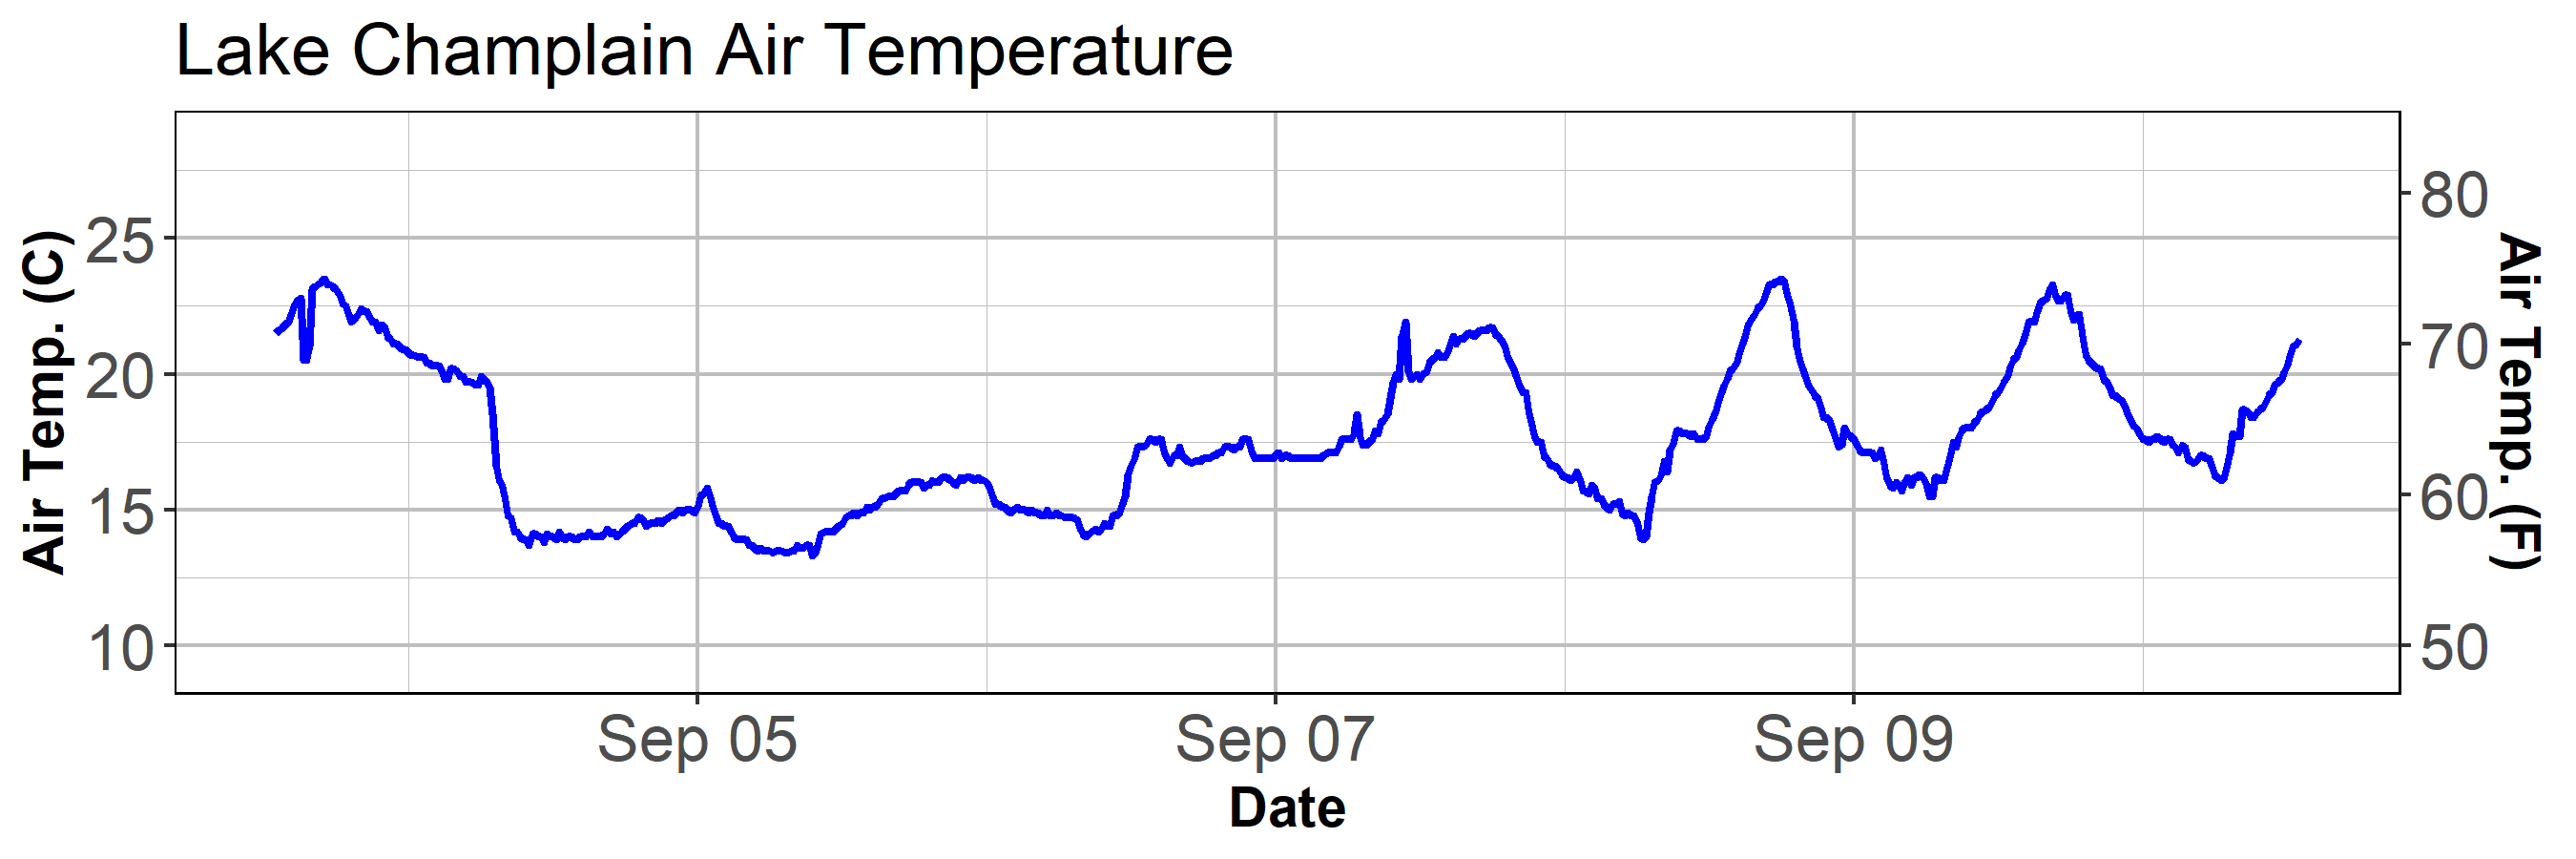 Lake Champlain Air Temperature
Air Temp. (C)
25
20
15
10
80
70
60
50
Air Temp. (F)
Sep 05
Sep 07
Sep 09
Date